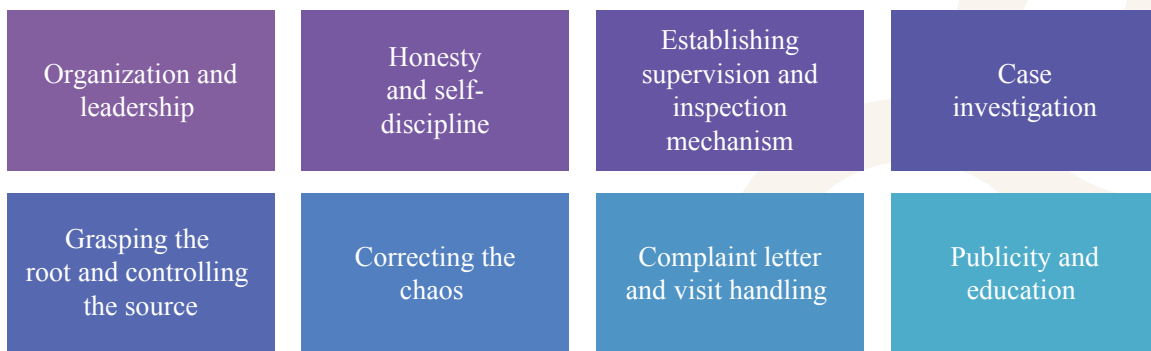 Organization and
leadership
Honesty
and self-
discipline
Establishing
supervision and
inspection
mechanism
Case
investigation
Grasping the
root and controlling
the source
Correcting the
chaos
Complaint letter
and visit handling
Publicity and
education